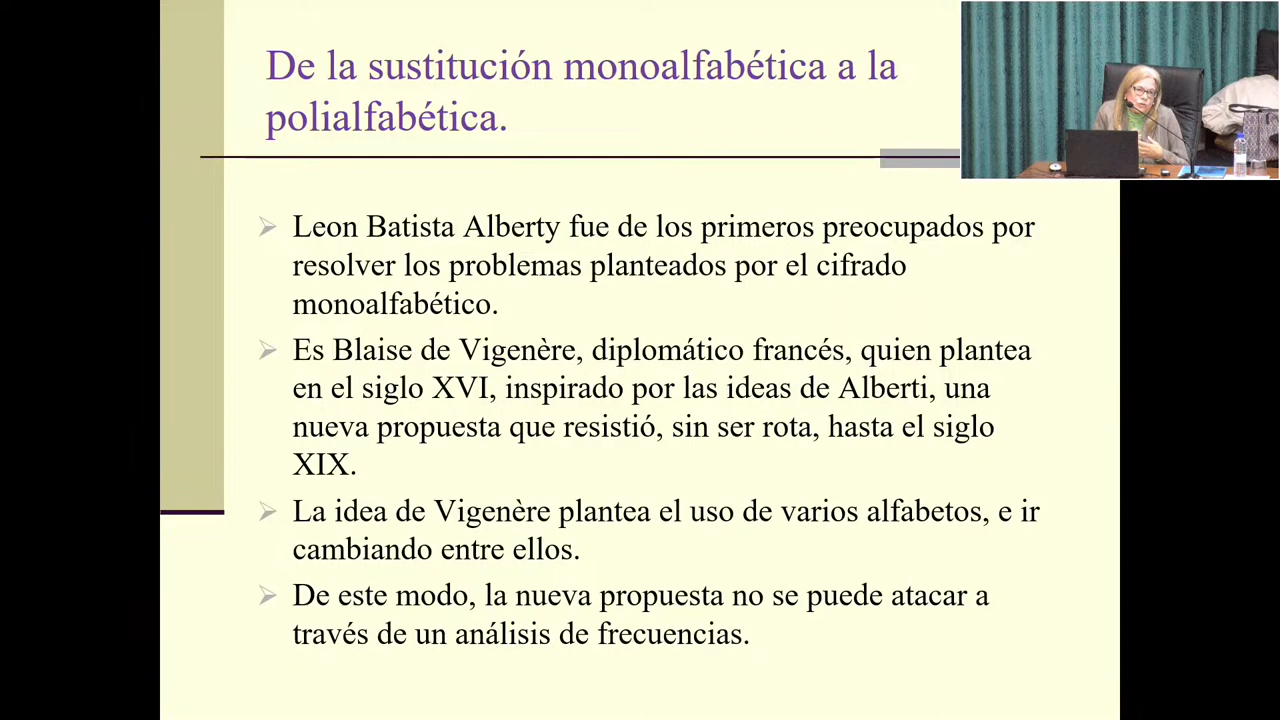 De la sustitución monoalfabética a la
polialfabética.
Leon Batista Alberty fue de los primeros preocupados por
resolver los problemas planteados por el cifrado
monoalfabético.
Es Blaise de Vigenère, diplomático francés, quien plantea
en el siglo XVI, inspirado por las ideas de Alberti, una
nueva propuesta que resistió, sin ser rota, hasta el siglo
XIX.
La idea de Vigenère plantea el uso de varios alfabetos, e ir
cambiando entre ellos.
De este modo, la nueva propuesta no se puede atacar a
través de un análisis de frecuencias.